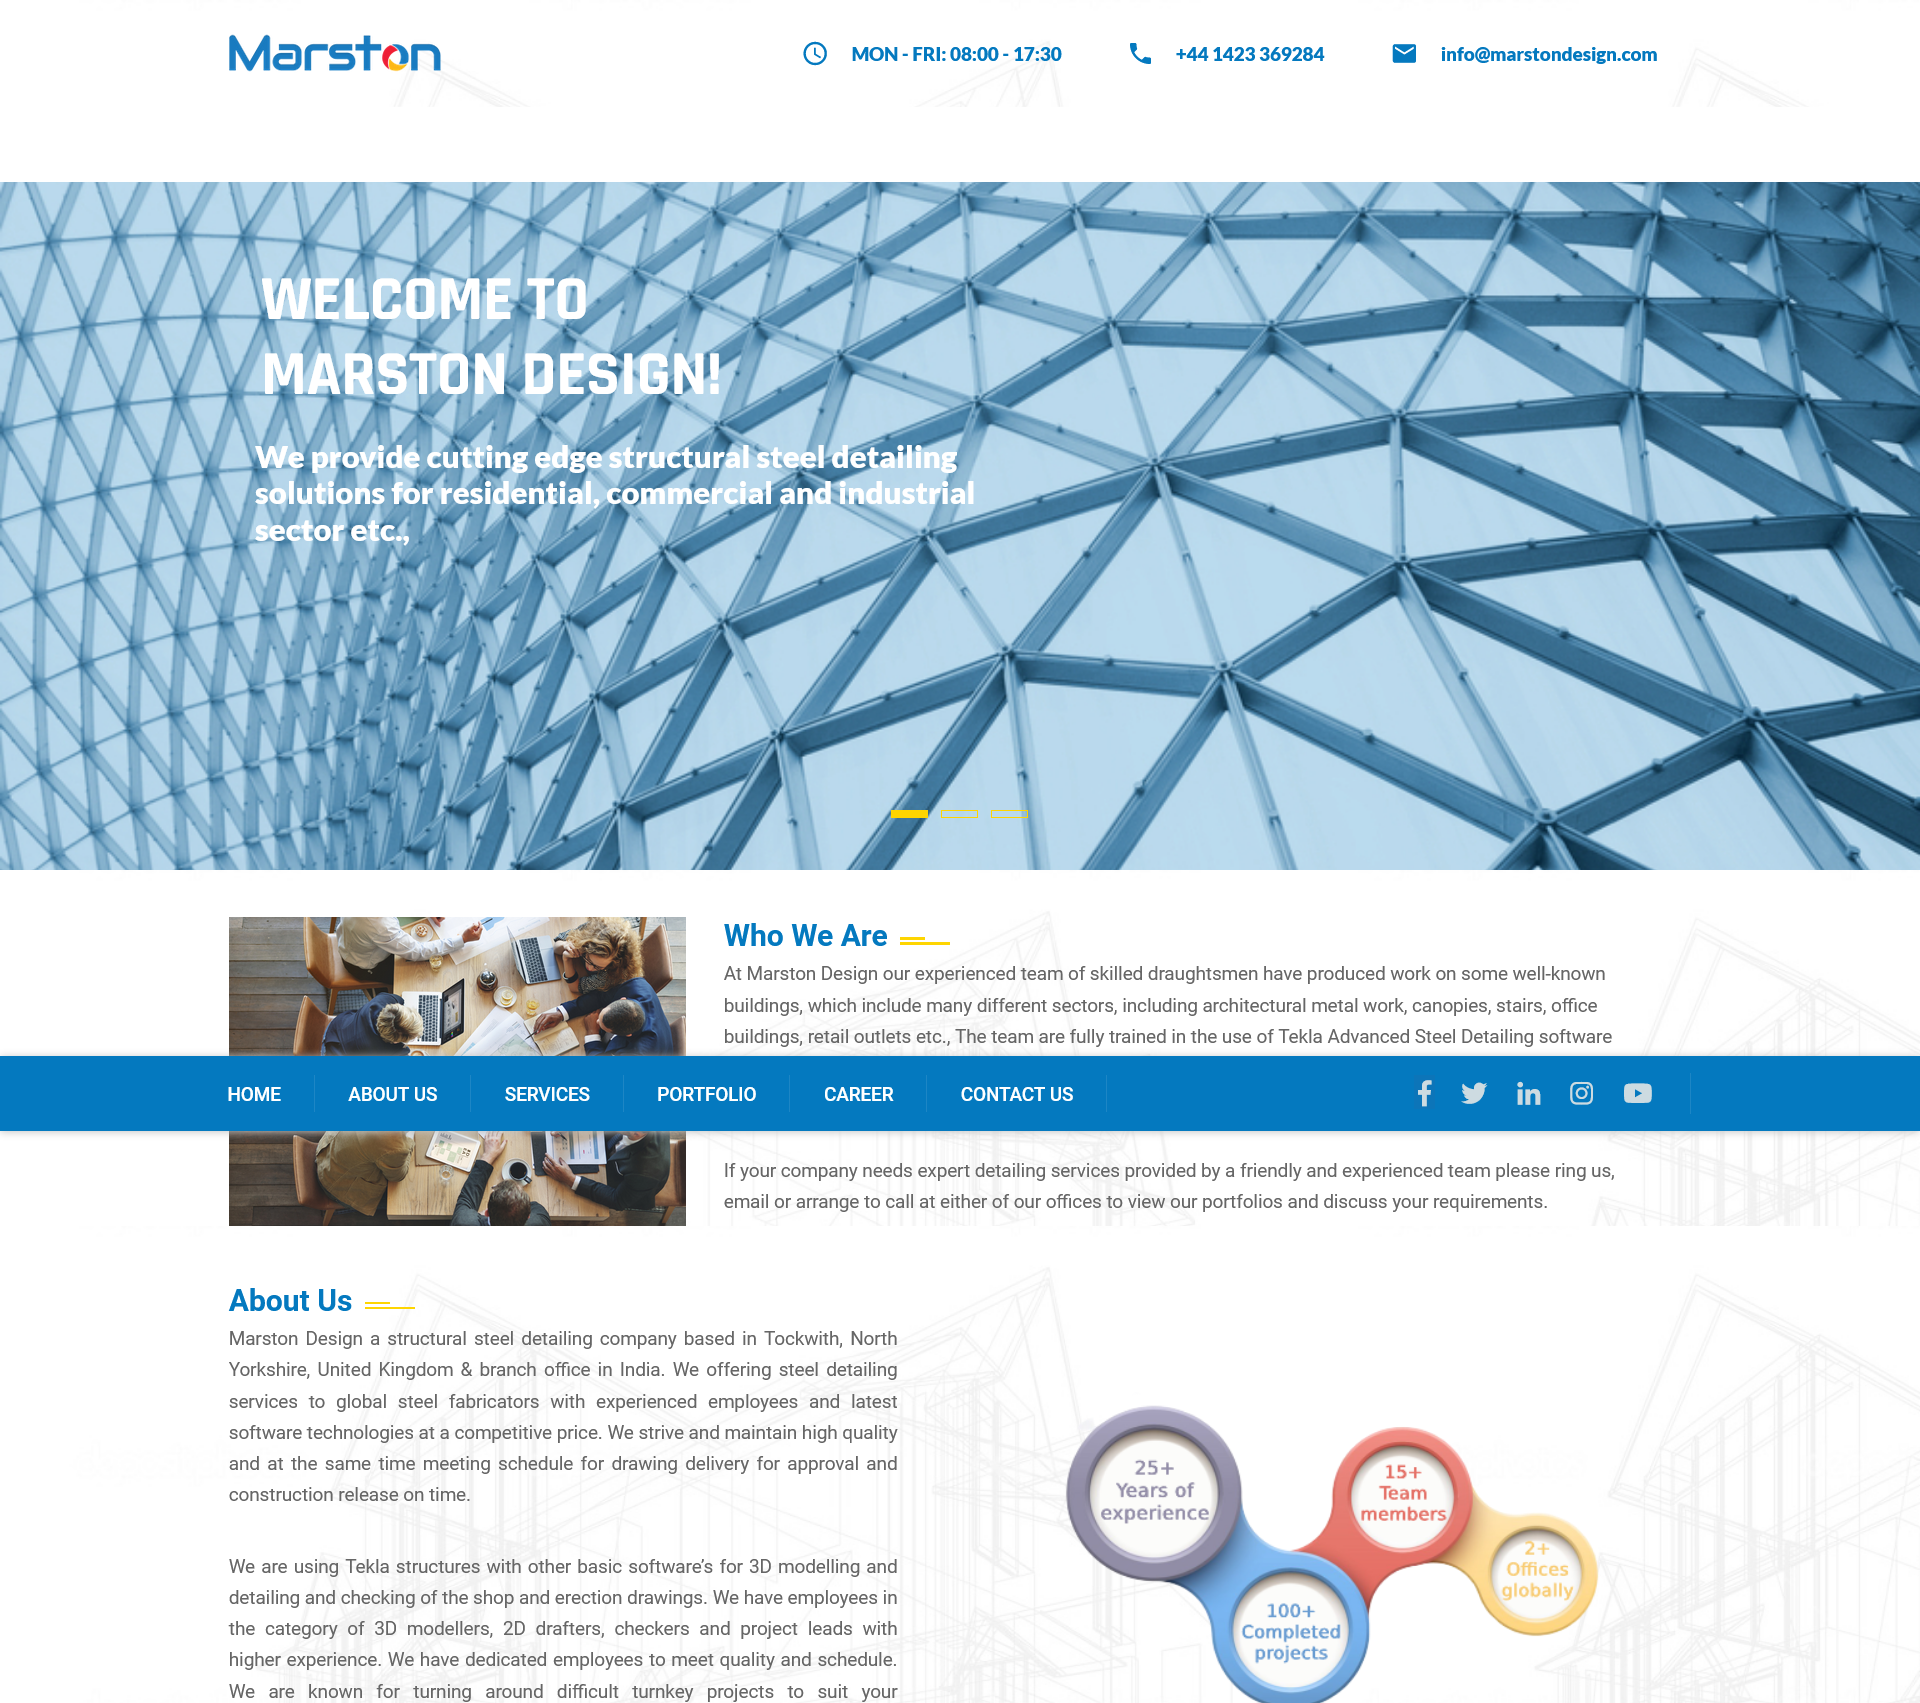 Marston
MON - FRI: 08:00 - 17:30
+44 1423 369284
info@marstondesign.com
WELCOME TO
MARSTON DESIGN!
We provide cutting edge structural steel detailing
solutions for residential, commercial and industrial
sector etc.,
Who We Are
At Marston Design our experienced team of skilled draughtsmen have produced work on some well-known
buildings, which include many different sectors, including architectural metal work, canopies, stairs, office
buildings, retail outlets etc., The team are fully trained in the use of Tekla Advanced Steel Detailing software
HOME
ABOUT US
SERVICES
PORTFOLIO
CAREER
CONTACT US
If your company needs expert detailing services provided by a friendly and experienced team please ring us,
email or arrange to call at either of our offices to view our portfolios and discuss your requirements.
About Us
Marston Design a structural steel detailing company based in Tockwith, North
Yorkshire, United Kingdom & branch office in India. We offering steel detailing
services to global steel fabricators with experienced employees and latest
software technologies at a competitive price. We strive and maintain high quality
and at the same time meeting schedule for drawing delivery for approval and
construction release on time.
We are using Tekla structures with other basic software's for 3D modelling and
detailing and checking of the shop and erection drawings. We have employees in
the category of 3D modellers, 2D drafters, checkers and project leads with
higher experience. We have dedicated employees to meet quality and schedule.
We are known for turning around difficult turnkey projects to suit your
25+
Years of
experience
100+
Completed
projects
15+
Team
members
2+
Offices
globally